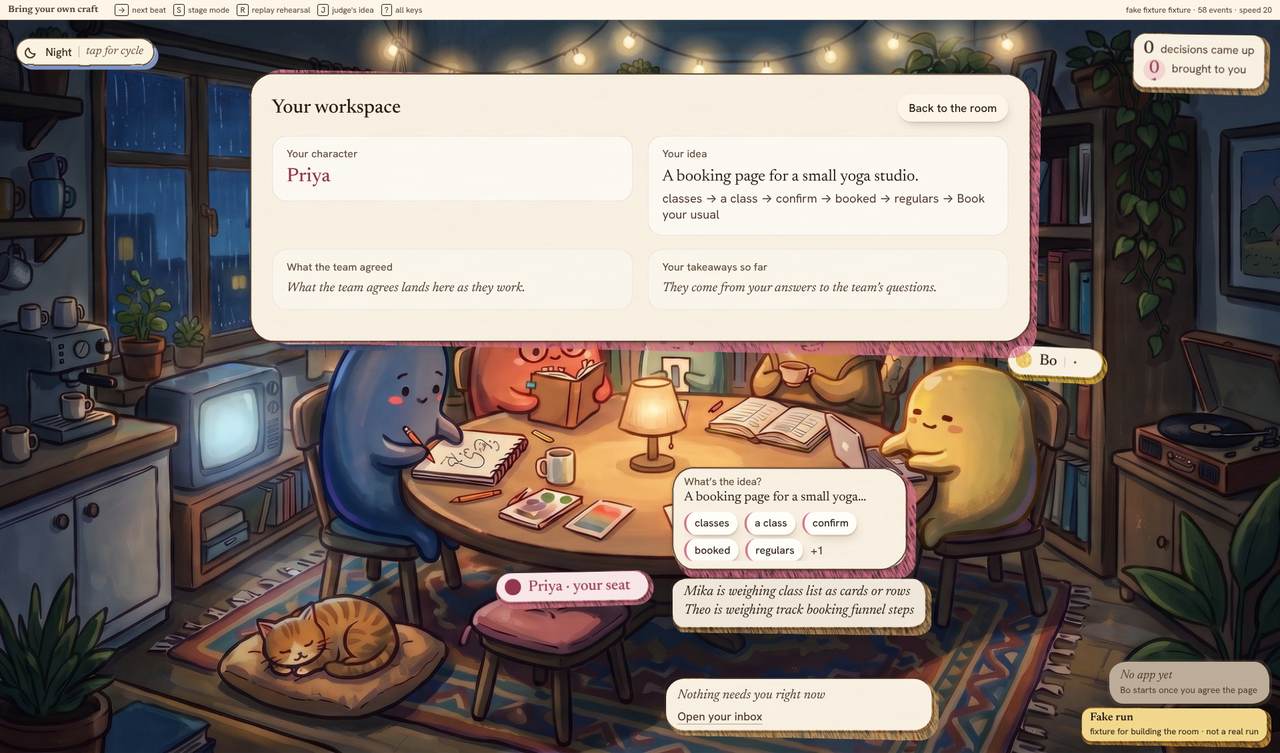 Bring your own craft
→ next beat S stage mode R replay rehearsal J judge's idea ? all keys
fake fixture fixture · 58 events · speed 20
Night | tap for cycle
0 decisions came up
0 brought to you
Your workspace
Back to the room
Your character
Priya
Your idea
A booking page for a small yoga studio.
classes → a class → confirm → booked → regulars → Book
your usual
What the team agreed
What the team agrees lands here as they work.
Your takeaways so far
They come from your answers to the team's questions.
Bo | ·
What's the idea?
A booking page for a small yoga...
classes a class confirm
booked regulars +1
Priya · your seat
Mika is weighing class list as cards or rows
Theo is weighing track booking funnel steps
Nothing needs you right now
Open your inbox
No app yet
Bo starts once you agree the page
Fake run
fixture for building the room · not a real run